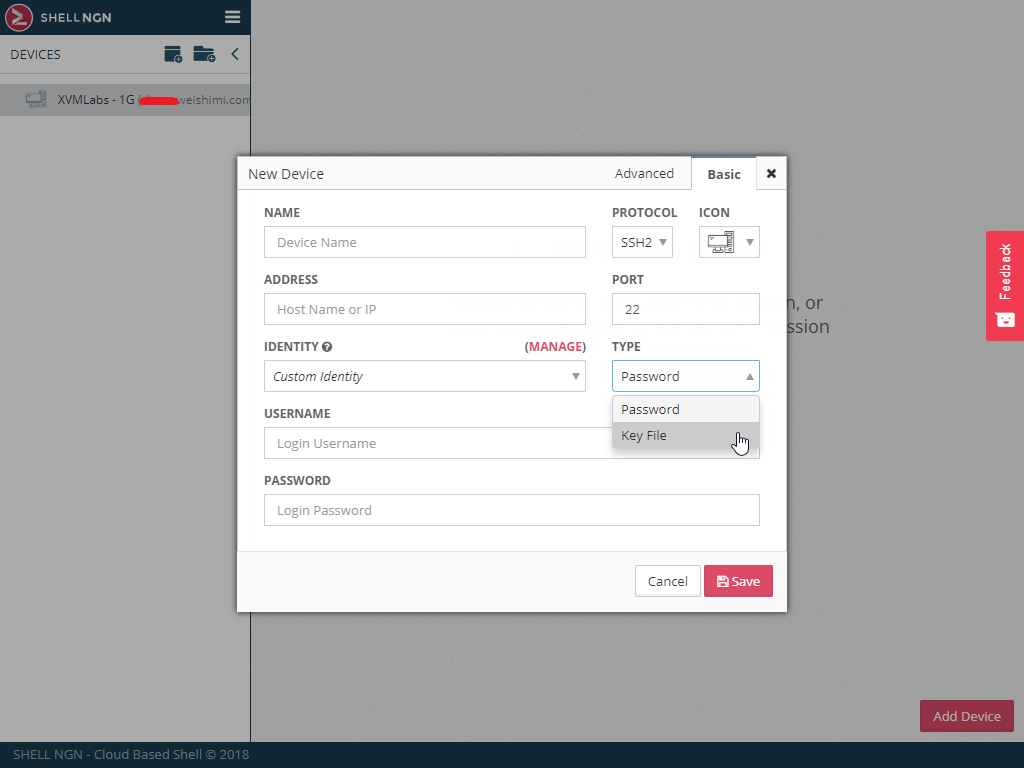 SHELL NGN
DEVICES
XVMLabs - 1G ( weishimi.com
New Device
Advanced
Basic
NAME
PROTOCOL
ICON
Device Name
SSH2
ADDRESS
PORT
Host Name or IP
22
IDENTITY
(MANAGE)
TYPE
Custom Identity
Password
Password
Key File
USERNAME
Login Username
PASSWORD
Login Password
Cancel
Save
n, or
ssion
Feedback
Add Device
SHELL NGN - Cloud Based Shell © 2018